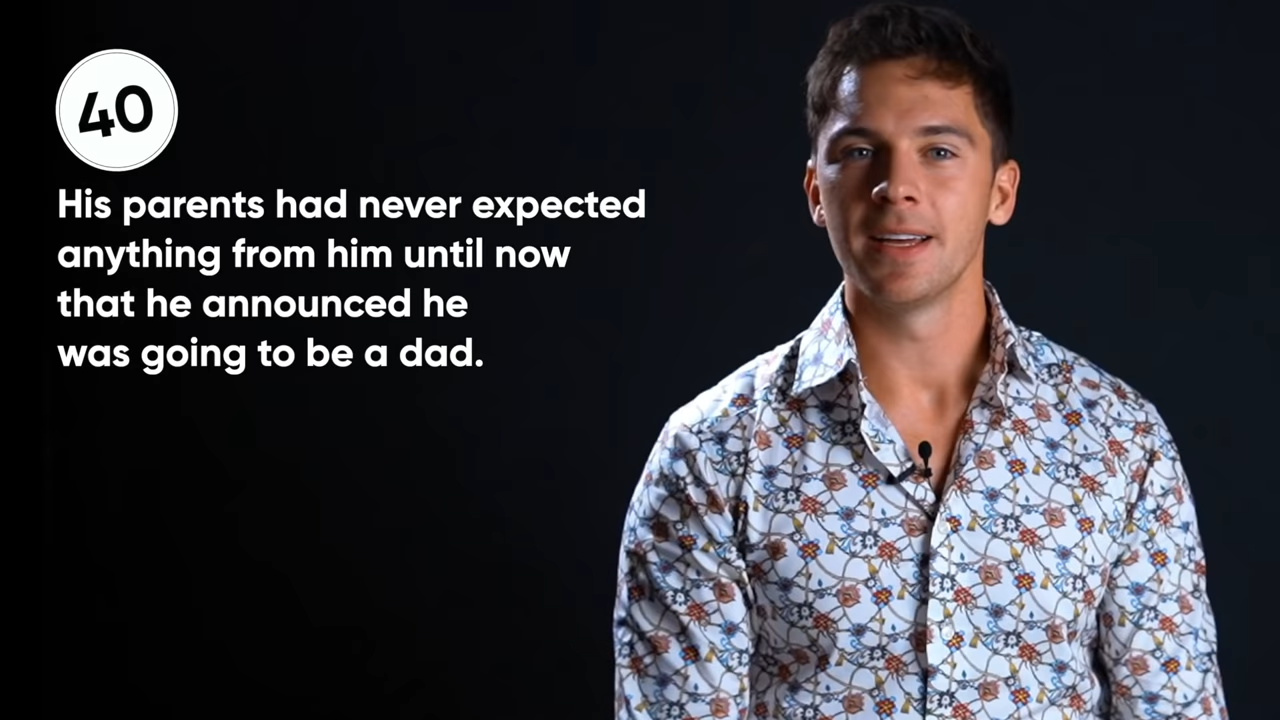 40
His parents had never expected
anything from him until now
that he announced he
was going to be a dad.